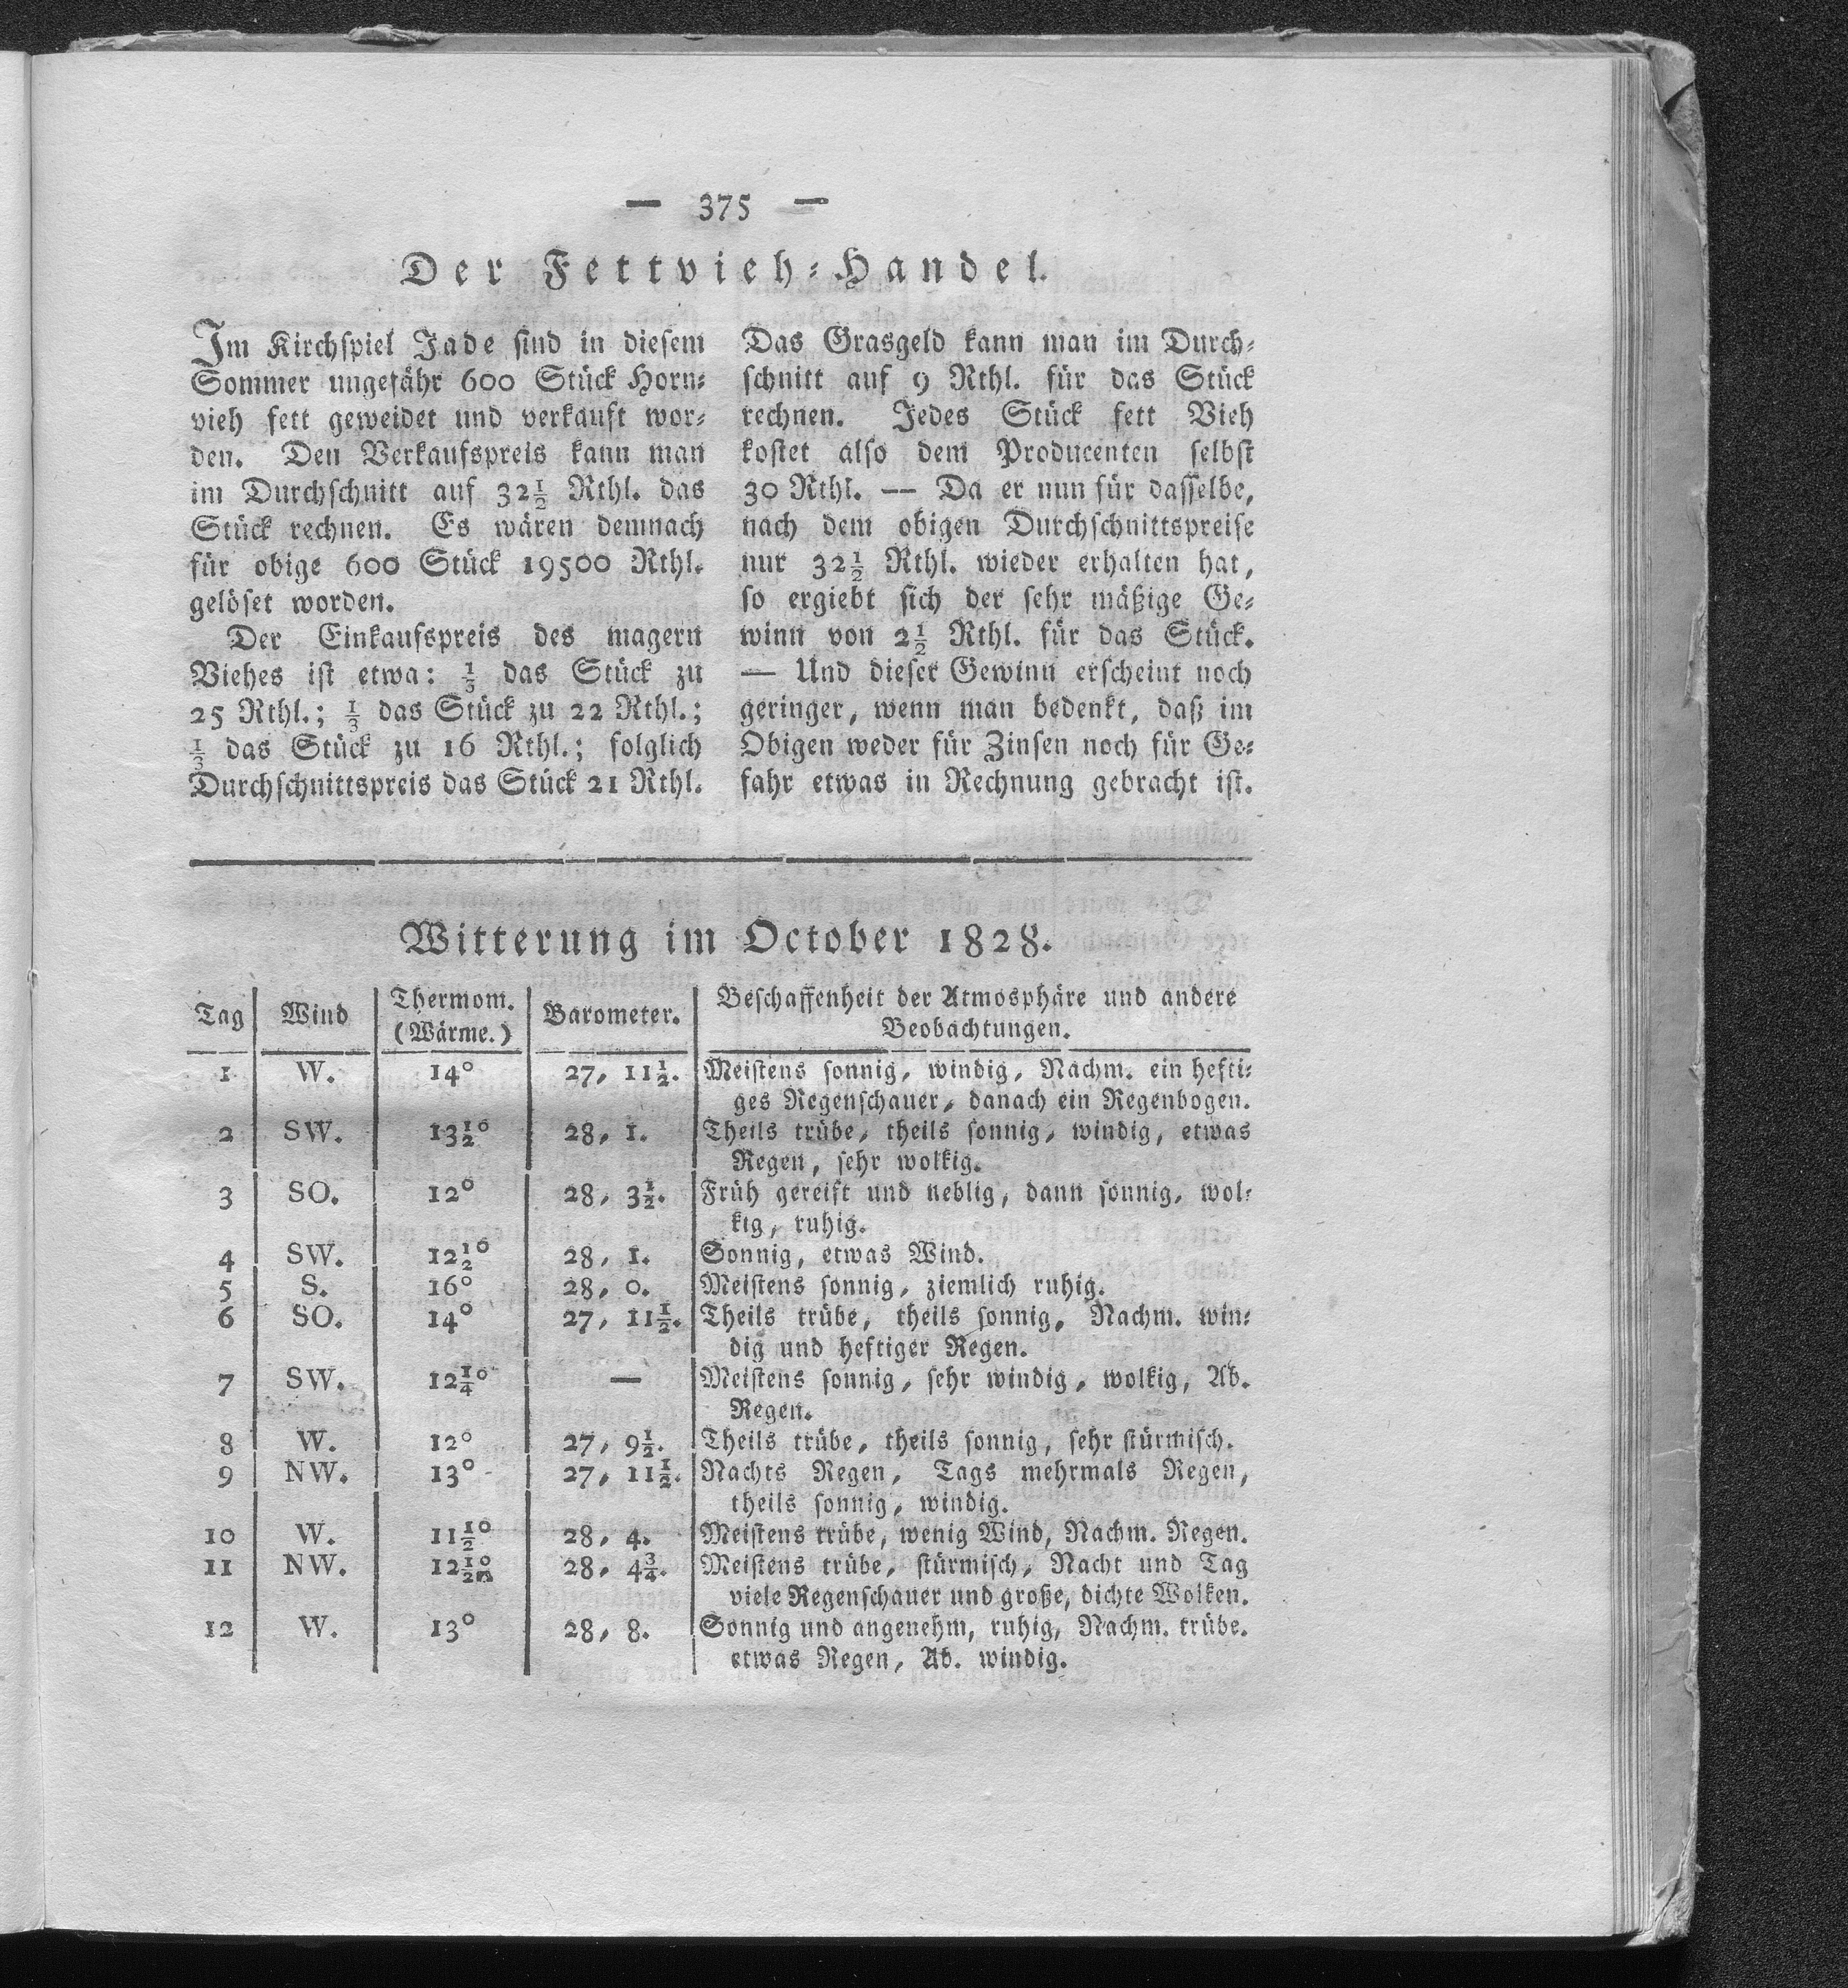 — 375 —
Der Fettvieh-Handel.
Im Kirchspiel Jade sind in diesem
Sommer ungefähr 600 Stück Horn-
vieh fett geweidet und verkauft wor-
den. Den Verkaufspreis kann man
im Durchschnitt auf 32½ Rthl. das
Stück rechnen. Es wären demnach
für obige 600 Stück 19500 Rthl.
gelöset worden.
Der Einkaufspreis des magern
Viehes ist etwa: ⅓ das Stück zu
25 Rthl.; ⅓ das Stück zu 22 Rthl.;
⅓ das Stück zu 16 Rthl.; folglich
Durchschnittspreis das Stück 21 Rthl.
Das Grasgeld kann man im Durch-
schnitt auf 9 Rthl. für das Stück
rechnen. Jedes Stück fett Vieh
kostet also dem Producenten selbst
30 Rthl. — Da er nun für dasselbe,
nach dem obigen Durchschnittspreise
nur 32½ Rthl. wieder erhalten hat,
so ergiebt sich der sehr mäßige Ge-
winn von 2½ Rthl. für das Stück.
— Und dieser Gewinn erscheint noch
geringer, wenn man bedenkt, daß im
Obigen weder für Zinsen noch für Ge-
fahr etwas in Rechnung gebracht ist.
Witterung im October 1828.
Tag Wind Thermom. (Wärme.) Barometer. Beschaffenheit der Atmosphäre und andere
Beobachtungen.
1 W. 14° 27, 11½. Meistens sonnig, windig, Nachm. ein hefti-
ges Regenschauer, danach ein Regenbogen.
2 SW. 13½° 28, 1. Theils trübe, theils sonnig, windig, etwas
Regen, sehr wolkig.
3 SO. 12° 28, 3½. Früh gereift und neblig, dann sonnig, wol-
kig, ruhig.
4 SW. 12½° 28, 1. Sonnig, etwas Wind.
5 S. 16° 28, 0. Meistens sonnig, ziemlich ruhig.
6 SO. 14° 27, 11½. Theils trübe, theils sonnig, Nachm. win-
dig und heftiger Regen.
7 SW. 12¼° — Meistens sonnig, sehr windig, wolkig, Ab.
Regen.
8 W. 12° 27, 9½. Theils trübe, theils sonnig, sehr stürmisch.
9 NW. 13° 27, 11½. Nachts Regen, Tags mehrmals Regen,
theils sonnig, windig.
10 W. 11½° 28, 4. Meistens trübe, wenig Wind, Nachm. Regen.
11 NW. 12½° 28, 4¾. Meistens trübe, stürmisch, Nacht und Tag
viele Regenschauer und große, dichte Wolken.
12 W. 13° 28, 8. Sonnig und angenehm, ruhig, Nachm. trübe.
etwas Regen, Ab. windig.